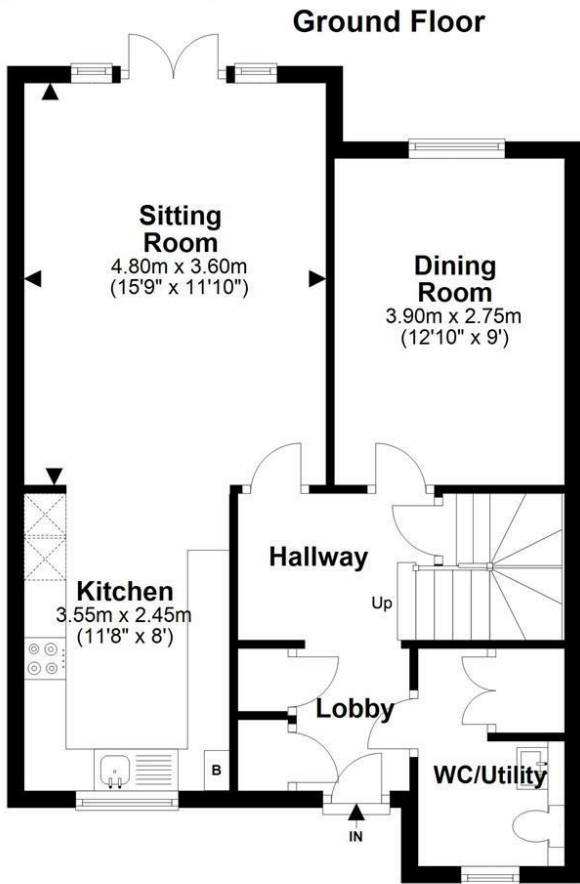 Ground Floor
Sitting
Room
4.80m x 3.60m
(15'9" x 11'10")
Dining
Room
3.90m x 2.75m
(12'10" x 9')
Hallway
Kitchen
3.55m x 2.45m
(11'8" x 8')
Up
Lobby
WC/Utility
B
IN